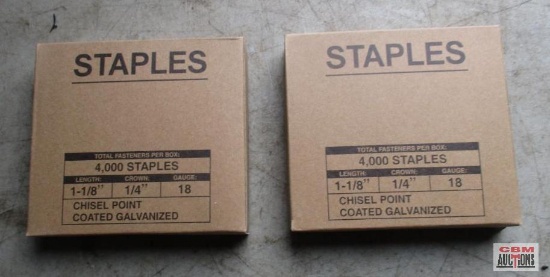 STAPLES
TOTAL FASTENERS PER BOX:
4,000 STAPLES
LENGTH: CROWN: GAUGE:
1-1/8" 1/4" 18
CHISEL POINT
COATED GALVANIZED
STAPLES
TOTAL FASTENERS PER BOX:
4,000 STAPLES
LENGTH: CROWN: GAUGE:
1-1/8" 1/4" 18
CHISEL POINT
COATED GALVANIZED
CBM
AUCTIONS